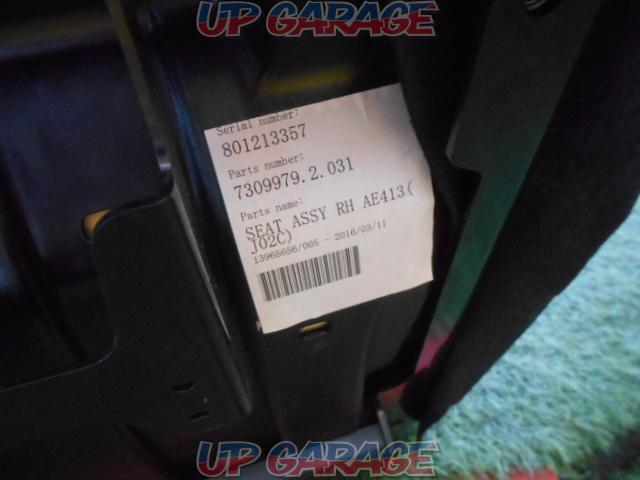 UP GARAGE
Serial number:
801213357
Parts number:
7309979.2.031
Parts name:
SEAT ASSY RH AE413(
J02C)
13965656/005 - 2016/03/11
UP GARAGE